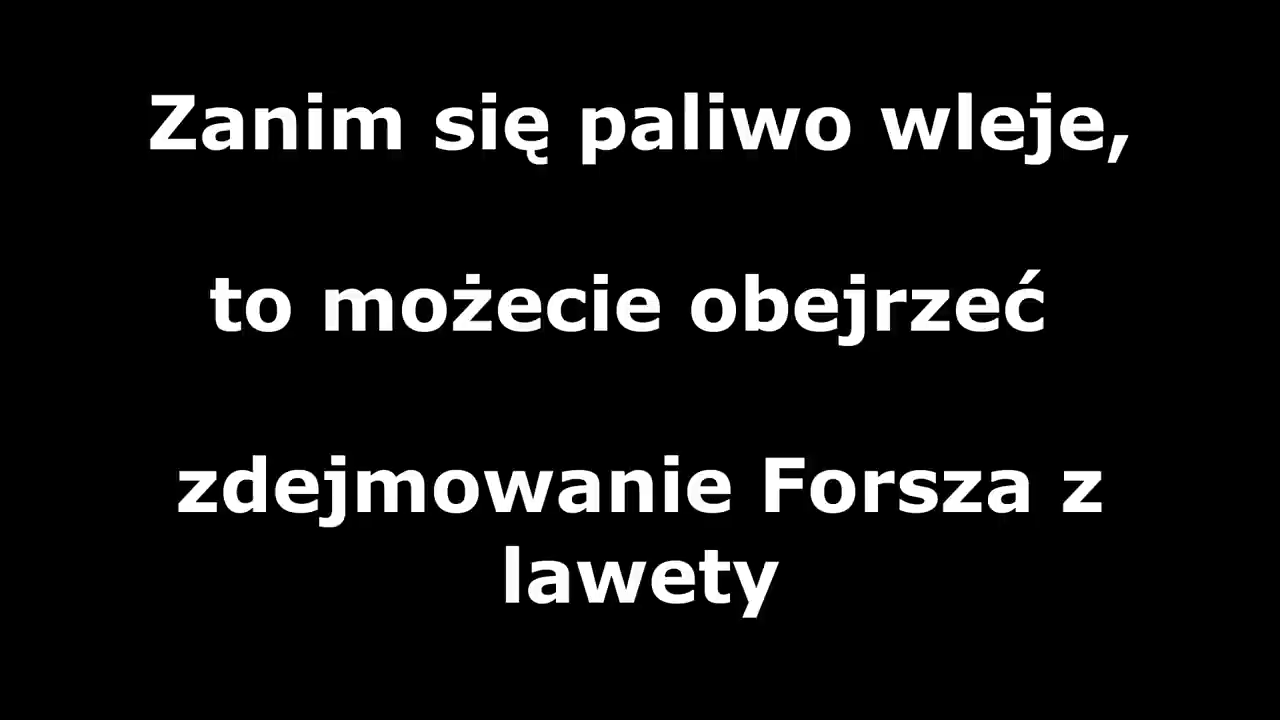 Zanim się paliwo wleje,
to możecie obejrzeć
zdejmowanie Forsza z
lawety